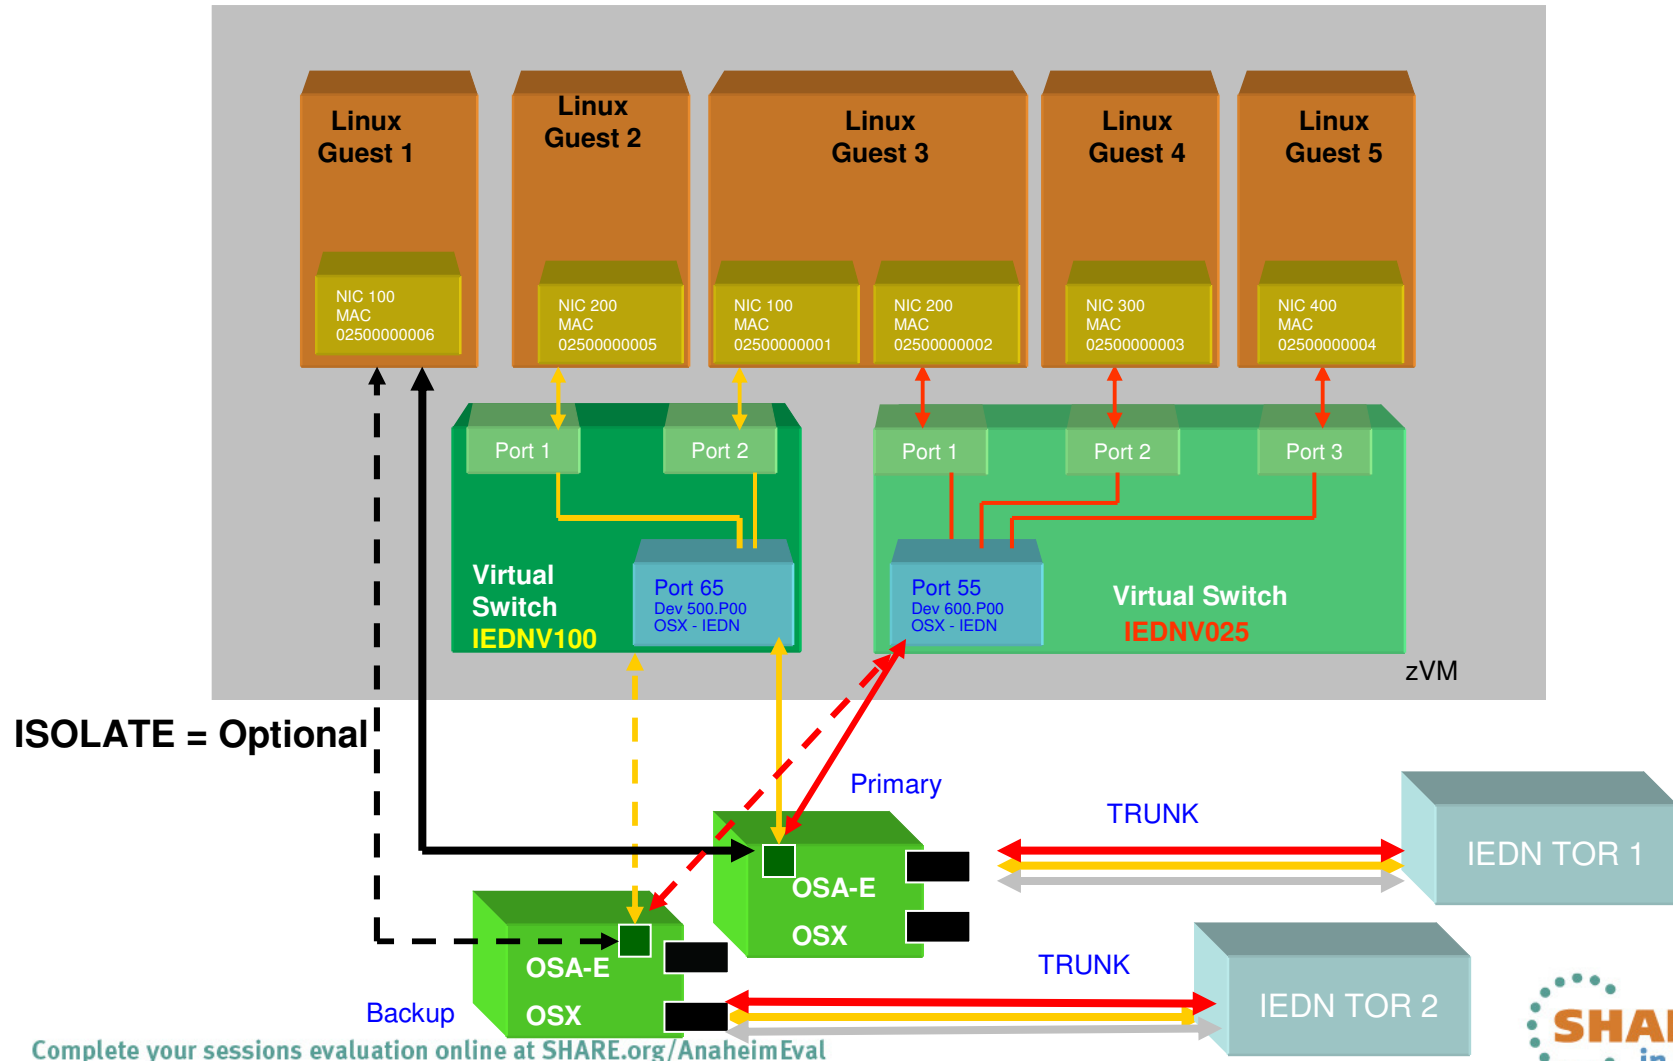 Linux
Guest 1
Linux
Guest 2
Linux
Guest 3
Linux
Guest 4
Linux
Guest 5
NIC 100
MAC
02500000006
NIC 200
MAC
02500000005
NIC 100
MAC
02500000001
NIC 200
MAC
02500000002
NIC 300
MAC
02500000003
NIC 400
MAC
02500000004
Port 1
Port 2
Port 1
Port 2
Port 3
Virtual
Switch
IEDNV100
Port 65
Dev 500.P00
OSX - IEDN
Port 55
Dev 600.P00
OSX - IEDN
Virtual Switch
IEDNV025
zVM
ISOLATE = Optional
Primary
TRUNK
IEDN TOR 1
OSA-E
OSX
OSA-E
OSX
Backup
TRUNK
IEDN TOR 2
Complete your sessions evaluation online at SHARE.org/AnaheimEval